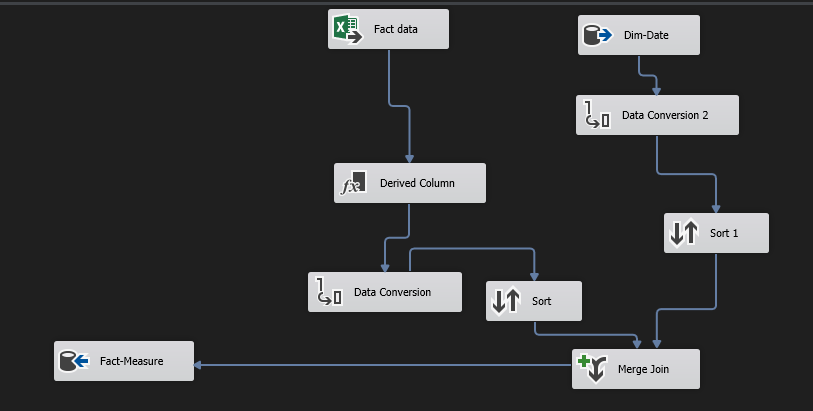 Fact data
Dim-Date
Data Conversion 2
Derived Column
Sort 1
Data Conversion
Sort
Fact-Measure
Merge Join